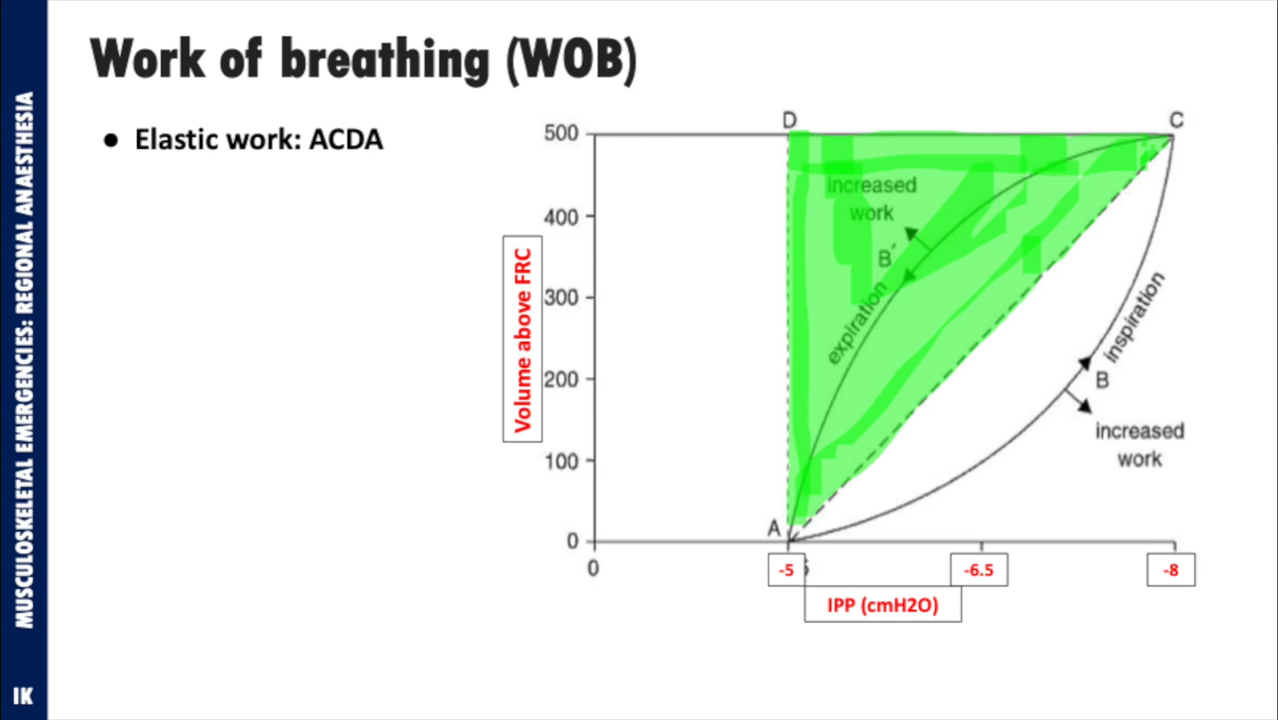 MUSCULOSKELETAL EMERGENCIES: REGIONAL ANAESTHESIA
IK
Work of breathing (WOB)
● Elastic work: ACDA
D
C
500
400
300
200
100
0
Volume above FRC
increased
work
B´
expiration
inspiration
B
increased
work
A
0
-5
-6.5
-8
IPP (cmH2O)